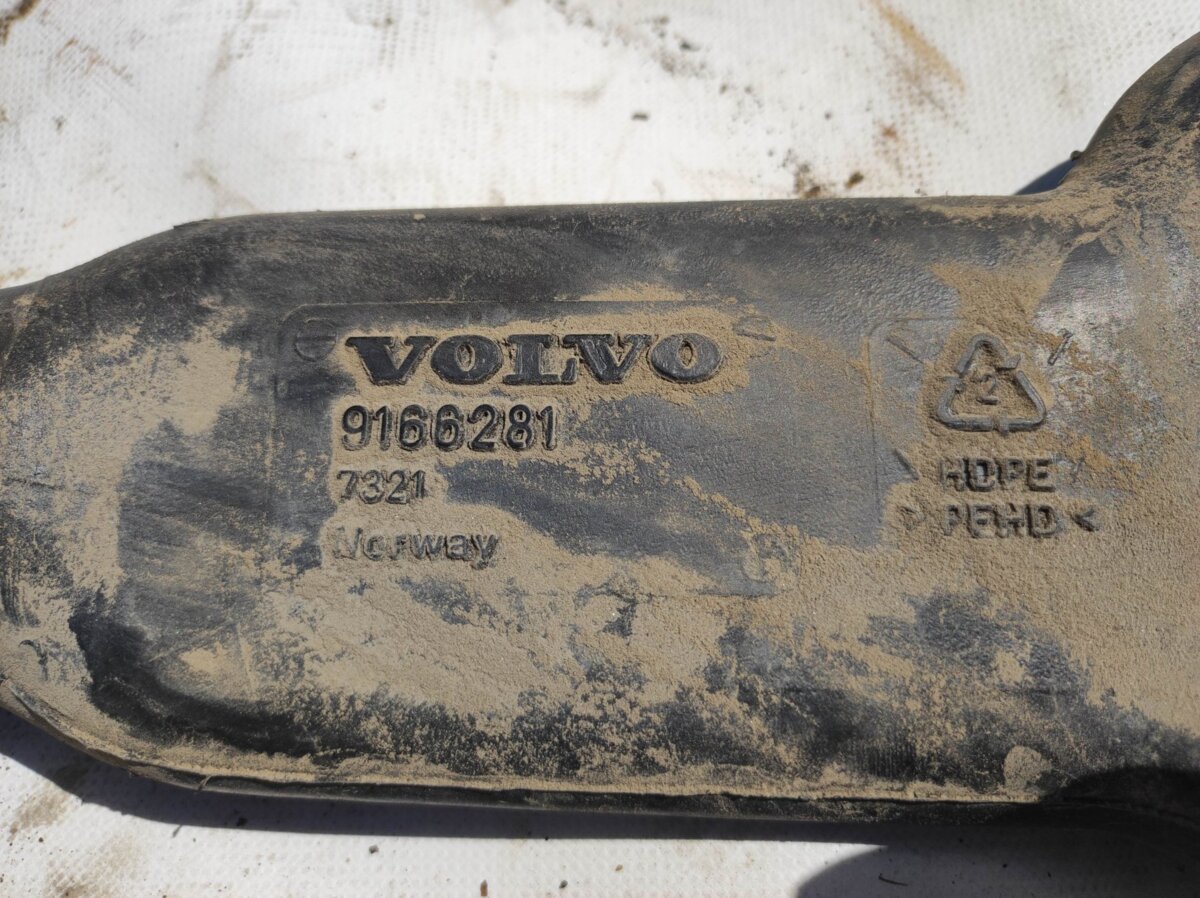 VOLVO
9166281
7321
Norway
2
HDPE
> PEHD <